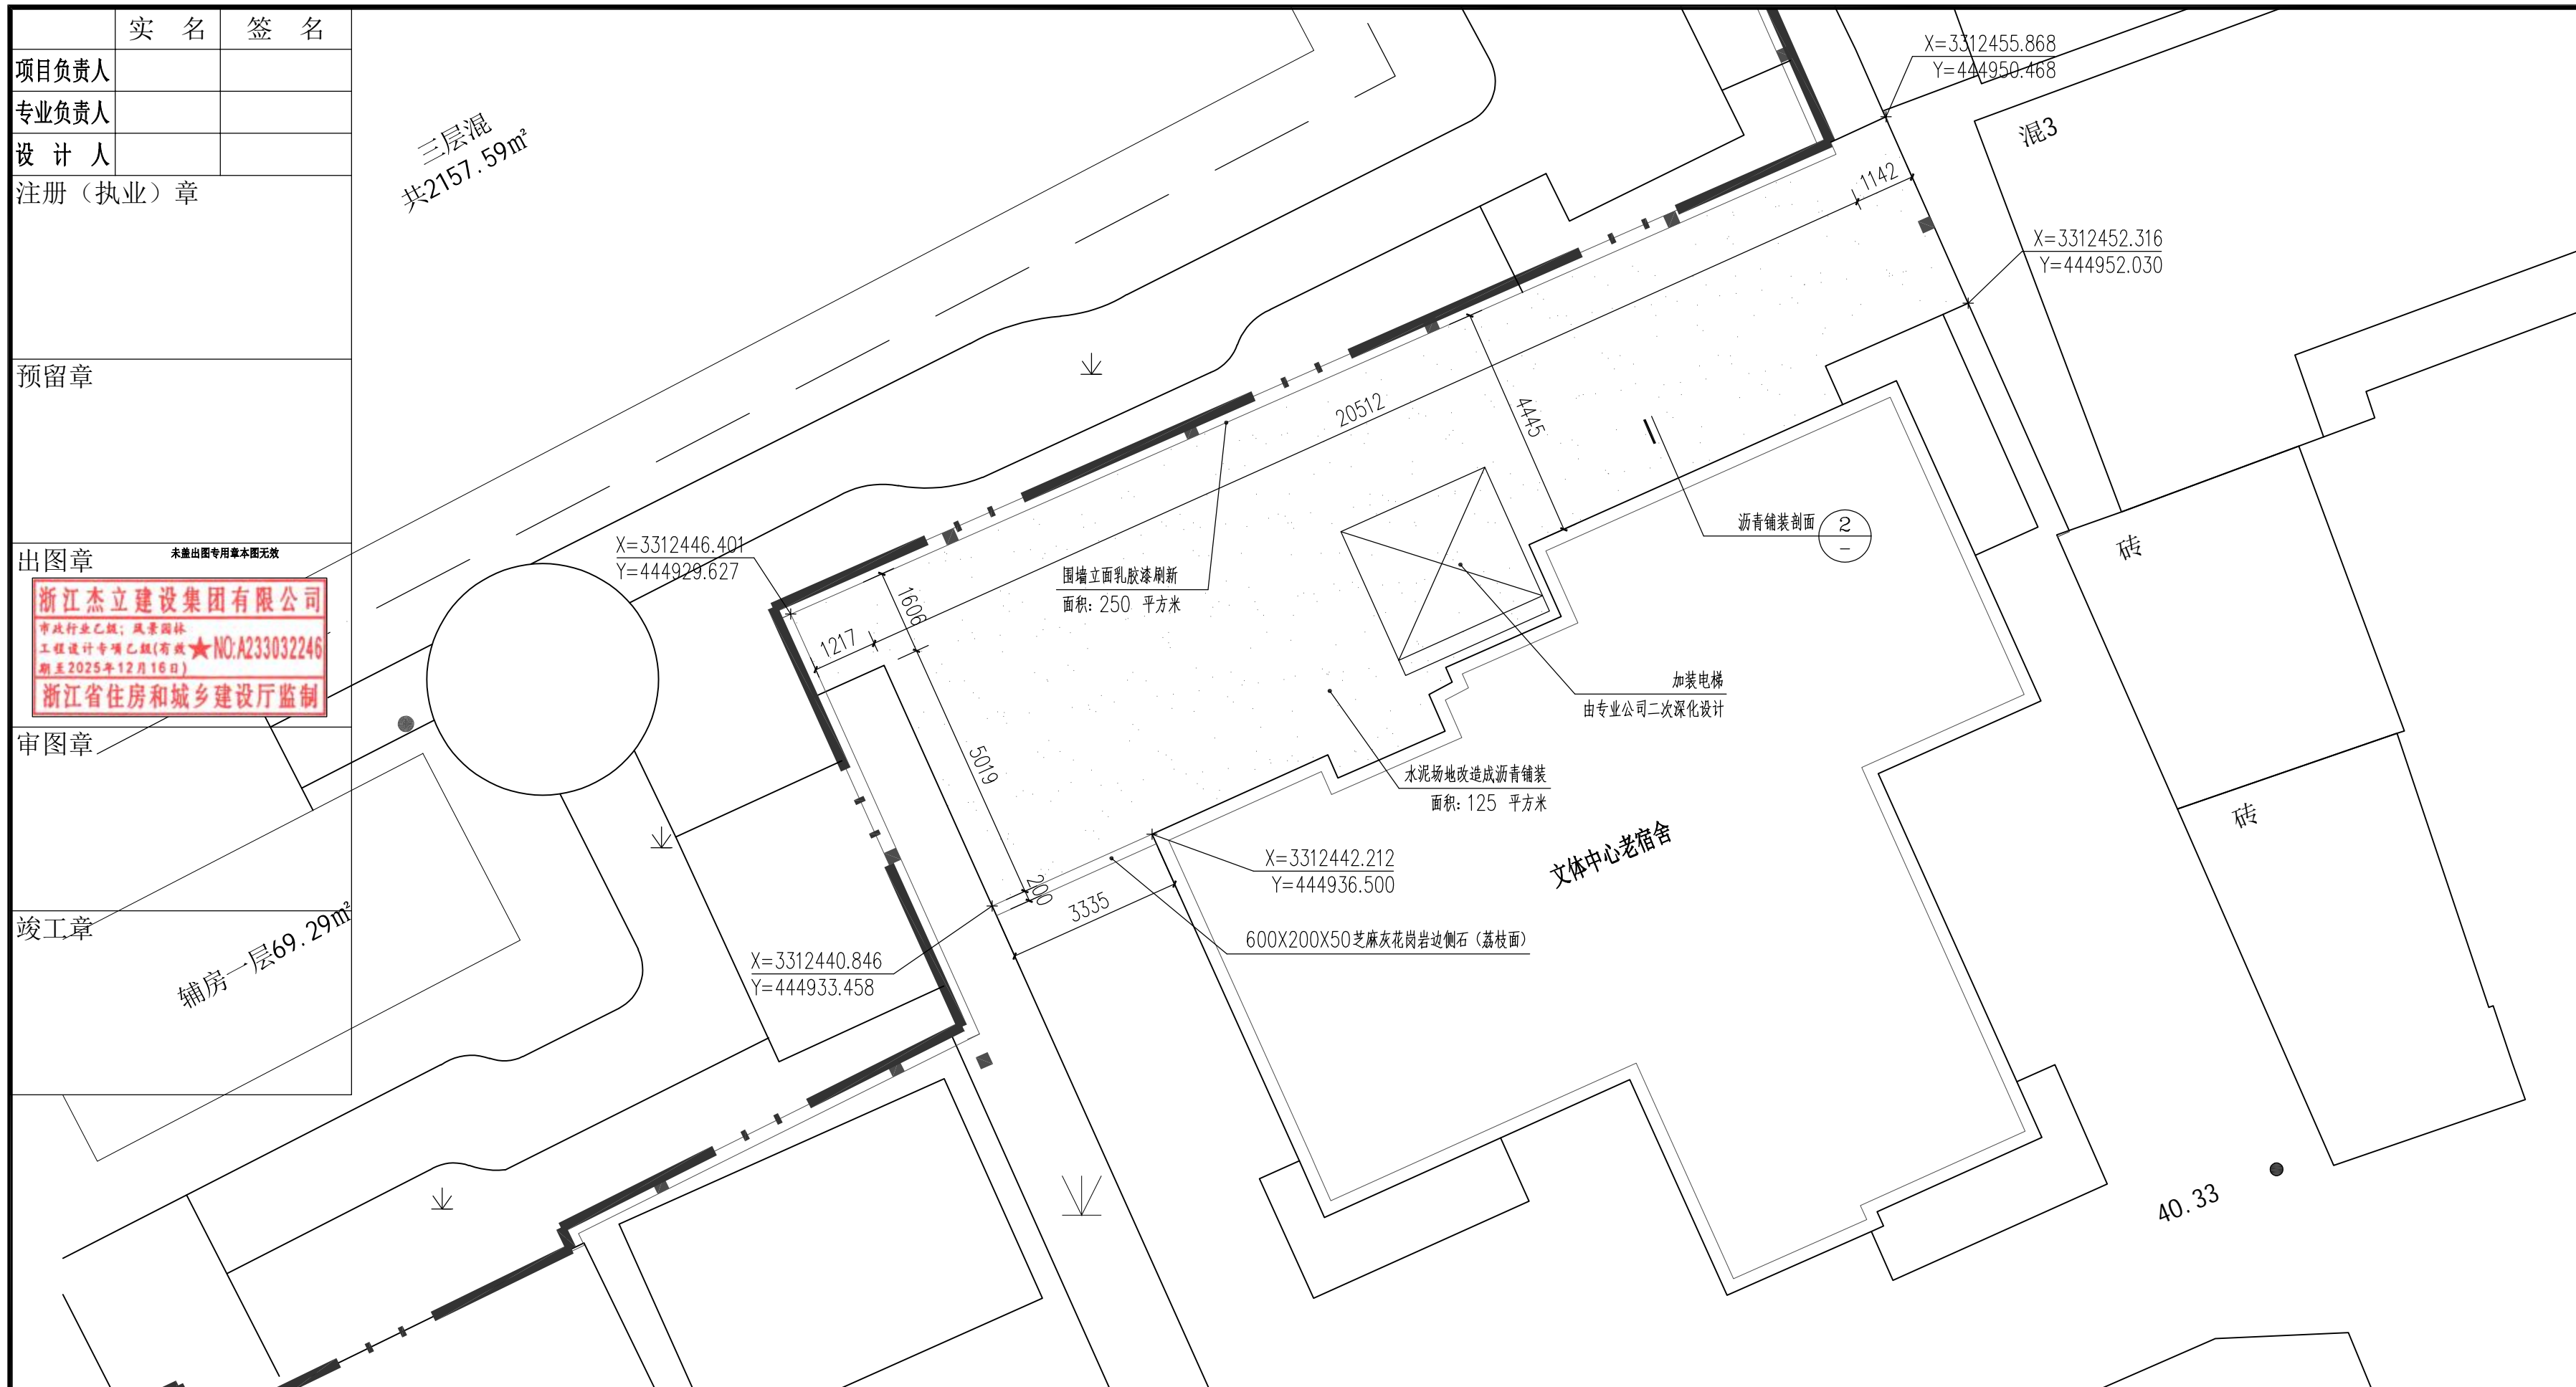 实 名 签 名
项目负责人
专业负责人
设 计 人
注册（执业）章
预留章
出图章 未盖出图专用章本图无效
浙江杰立建设集团有限公司
市政行业乙级；风景园林
工程设计专项乙级(有效★NO:A233032246
期至2025年12月16日)
浙江省住房和城乡建设厅监制
审图章
竣工章
三层混
共2157.59㎡
辅房一层69.29㎡
X=3312455.868
Y=444950.468
混3
1142
X=3312452.316
Y=444952.030
20512
4445
沥青铺装剖面
2
-
砖
X=3312446.401
Y=444929.627
1606
1217
围墙立面乳胶漆刷新
面积: 250 平方米
加装电梯
由专业公司二次深化设计
5019
水泥场地改造成沥青铺装
面积: 125 平方米
砖
文体中心老宿舍
X=3312442.212
Y=444936.500
200
3335
600X200X50芝麻灰花岗岩边侧石（荔枝面）
X=3312440.846
Y=444933.458
40.33